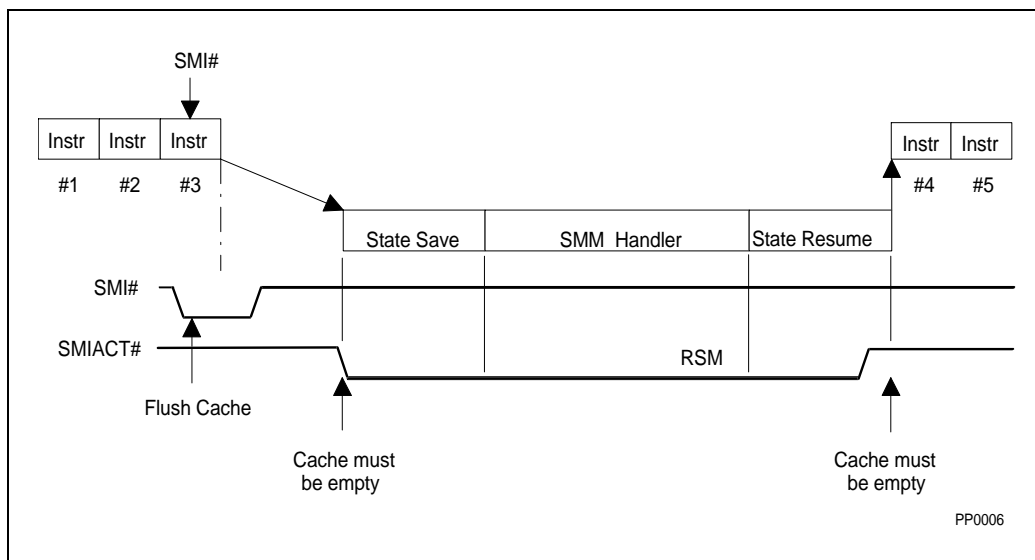 SMI#
Instr Instr Instr
#1 #2 #3
Instr Instr
#4 #5
State Save SMM Handler State Resume
SMI#
SMIACT#
RSM
Flush Cache
Cache must
be empty
Cache must
be empty
PP0006